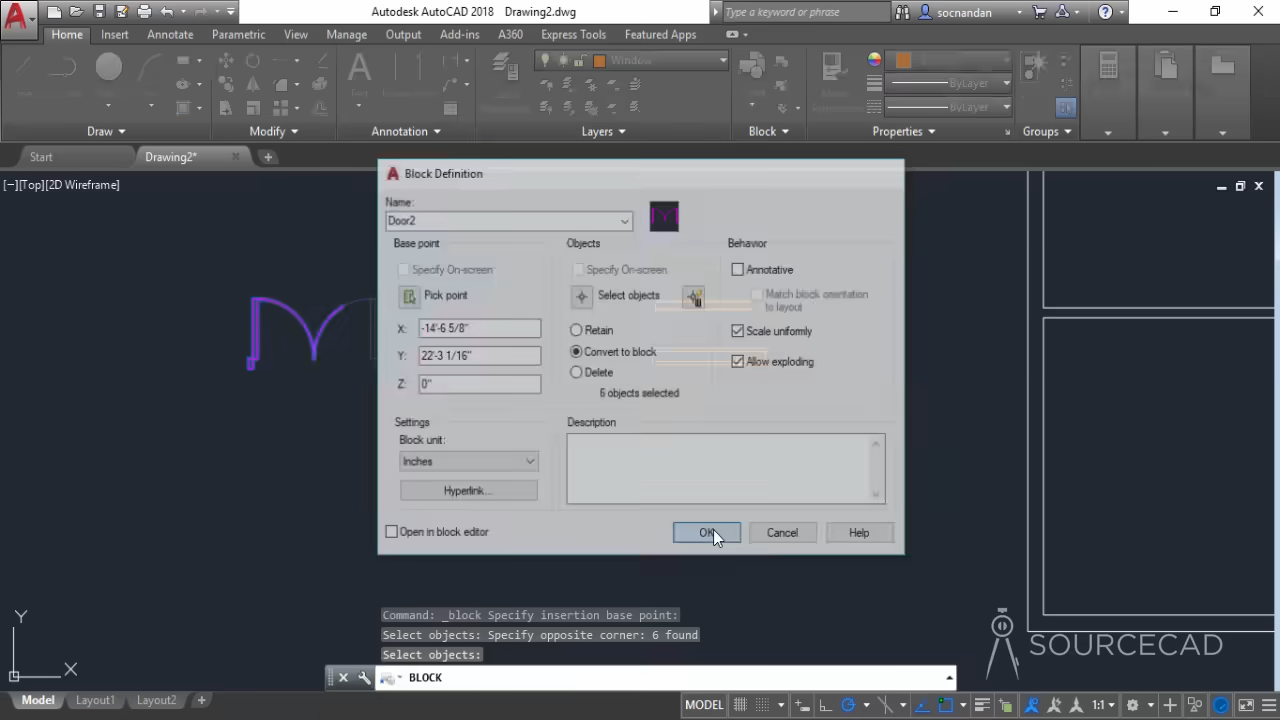 Autodesk AutoCAD 2018 Drawing2.dwg
Type a keyword or phrase
socnandan
Home Insert Annotate Parametric View Manage Output Add-ins A360 Express Tools Featured Apps
Window
ByLayer
ByLayer
Draw Modify Annotation Layers Block Properties Groups
Start Drawing2*
[−][Top][2D Wireframe]
Block Definition
Name:
Door2
Base point
Specify On-screen
Pick point
X: -14'-6 5/8"
Y: 22'-3 1/16"
Z: 0"
Objects
Specify On-screen
Select objects
Retain
Convert to block
Delete
6 objects selected
Behavior
Annotative
Match block orientation
to layout
Scale uniformly
Allow exploding
Settings
Block unit:
Inches
Hyperlink...
Description
Open in block editor
OK Cancel Help
Command: _block Specify insertion base point:
Select objects: Specify opposite corner: 6 found
Select objects:
BLOCK
Y
X
SOURCECAD
Model Layout1 Layout2
MODEL
1:1